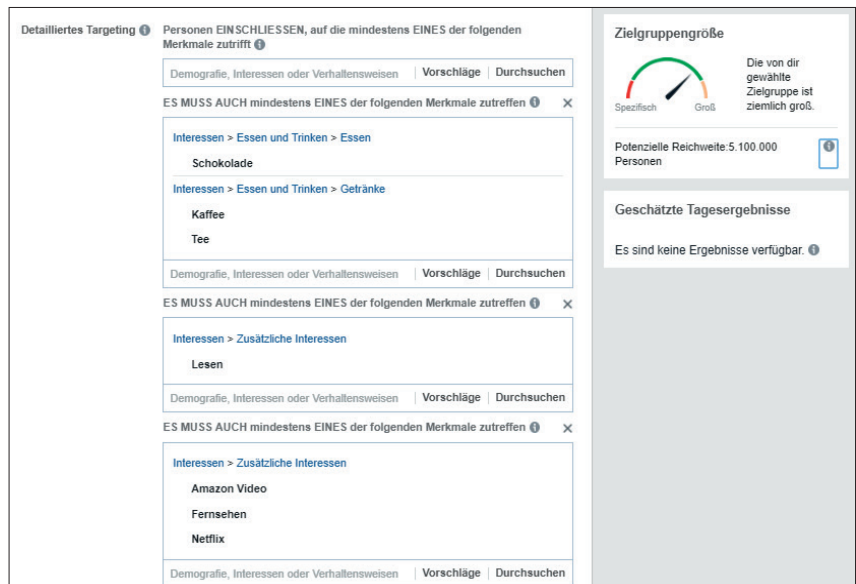 Detailliertes Targeting
Personen EINSCHLIESSEN, auf die mindestens EINES der folgenden
Merkmale zutrifft
Demografie, Interessen oder Verhaltensweisen | Vorschläge | Durchsuchen
ES MUSS AUCH mindestens EINES der folgenden Merkmale zutreffen
Interessen > Essen und Trinken > Essen
Schokolade
Interessen > Essen und Trinken > Getränke
Kaffee
Tee
Demografie, Interessen oder Verhaltensweisen | Vorschläge | Durchsuchen
ES MUSS AUCH mindestens EINES der folgenden Merkmale zutreffen
Interessen > Zusätzliche Interessen
Lesen
Demografie, Interessen oder Verhaltensweisen | Vorschläge | Durchsuchen
ES MUSS AUCH mindestens EINES der folgenden Merkmale zutreffen
Interessen > Zusätzliche Interessen
Amazon Video
Fernsehen
Netflix
Demografie, Interessen oder Verhaltensweisen | Vorschläge | Durchsuchen
Zielgruppengröße
Spezifisch
Groß
Die von dir
gewählte
Zielgruppe ist
ziemlich groß.
Potenzielle Reichweite:5.100.000
Personen
Geschätzte Tagesergebnisse
Es sind keine Ergebnisse verfügbar.